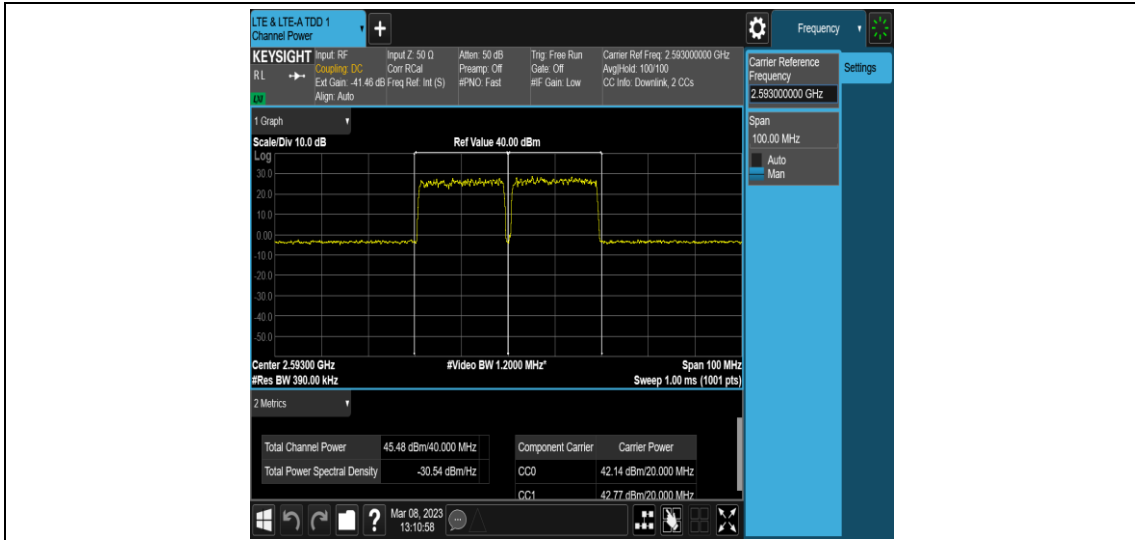 LTE & LTE-A TDD 1
Channel Power
+
Frequency
KEYSIGHT
RL
LXI
Input: RF
Coupling: DC
Ext Gain: -41.46 dB
Align: Auto
Input Z: 50 Ω
Corr RCal
Freq Ref: Int (S)
Atten: 50 dB
Preamp: Off
#PNO: Fast
Trig: Free Run
Gate: Off
#IF Gain: Low
Carrier Ref Freq: 2.593000000 GHz
Avg|Hold: 100/100
CC Info: Downlink, 2 CCs
Carrier Reference
Frequency
2.593000000 GHz
Settings
Span
100.00 MHz
Auto
Man
1 Graph
Scale/Div 10.0 dB
Ref Value 40.00 dBm
Log
30.0
20.0
10.0
0.00
-10.0
-20.0
-30.0
-40.0
-50.0
Center 2.59300 GHz
#Video BW 1.2000 MHz*
Span 100 MHz
#Res BW 390.00 kHz
Sweep 1.00 ms (1001 pts)
2 Metrics
Total Channel Power 45.48 dBm/40.000 MHz
Total Power Spectral Density -30.54 dBm/Hz
Component Carrier Carrier Power
CC0 42.14 dBm/20.000 MHz
CC1 42.77 dBm/20.000 MHz
?
Mar 08, 2023
13:10:58